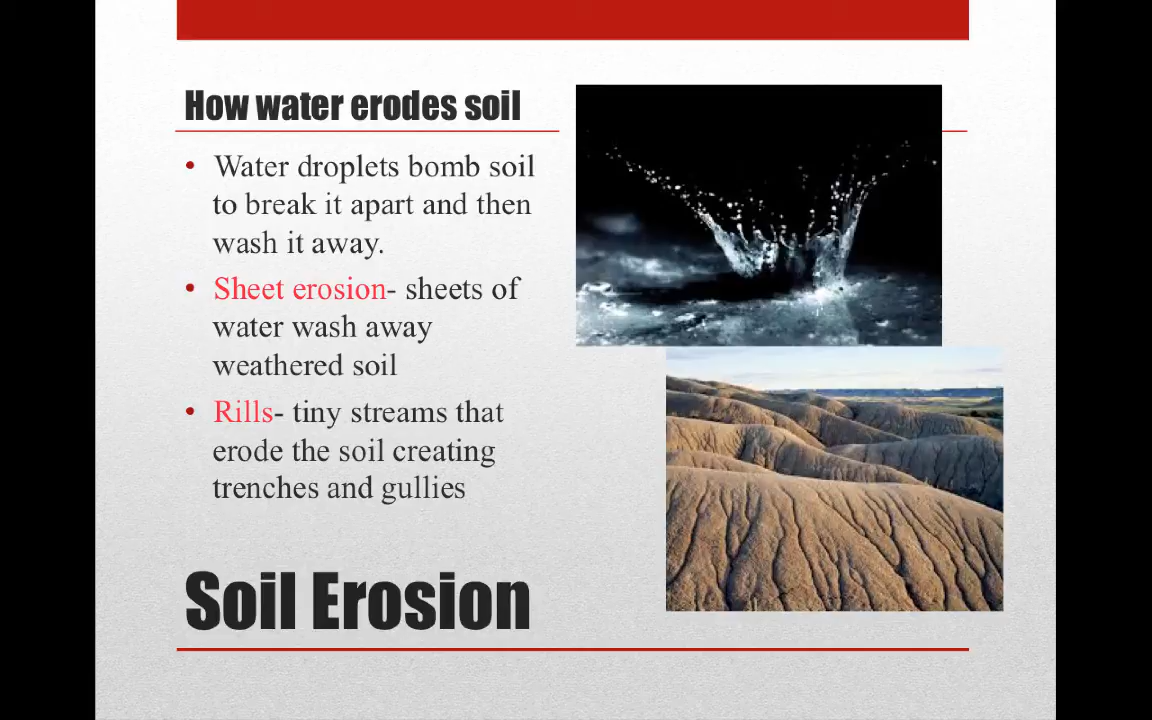 How water erodes soil
• Water droplets bomb soil
to break it apart and then
wash it away.
• Sheet erosion- sheets of
water wash away
weathered soil
• Rills- tiny streams that
erode the soil creating
trenches and gullies
Soil Erosion